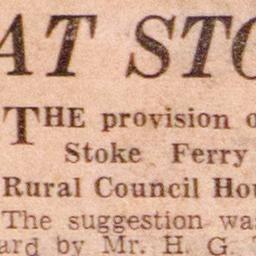 AT STO
THE provision o
Stoke Ferry
Rural Council Hou
The suggestion wa
ard by Mr. H. G.